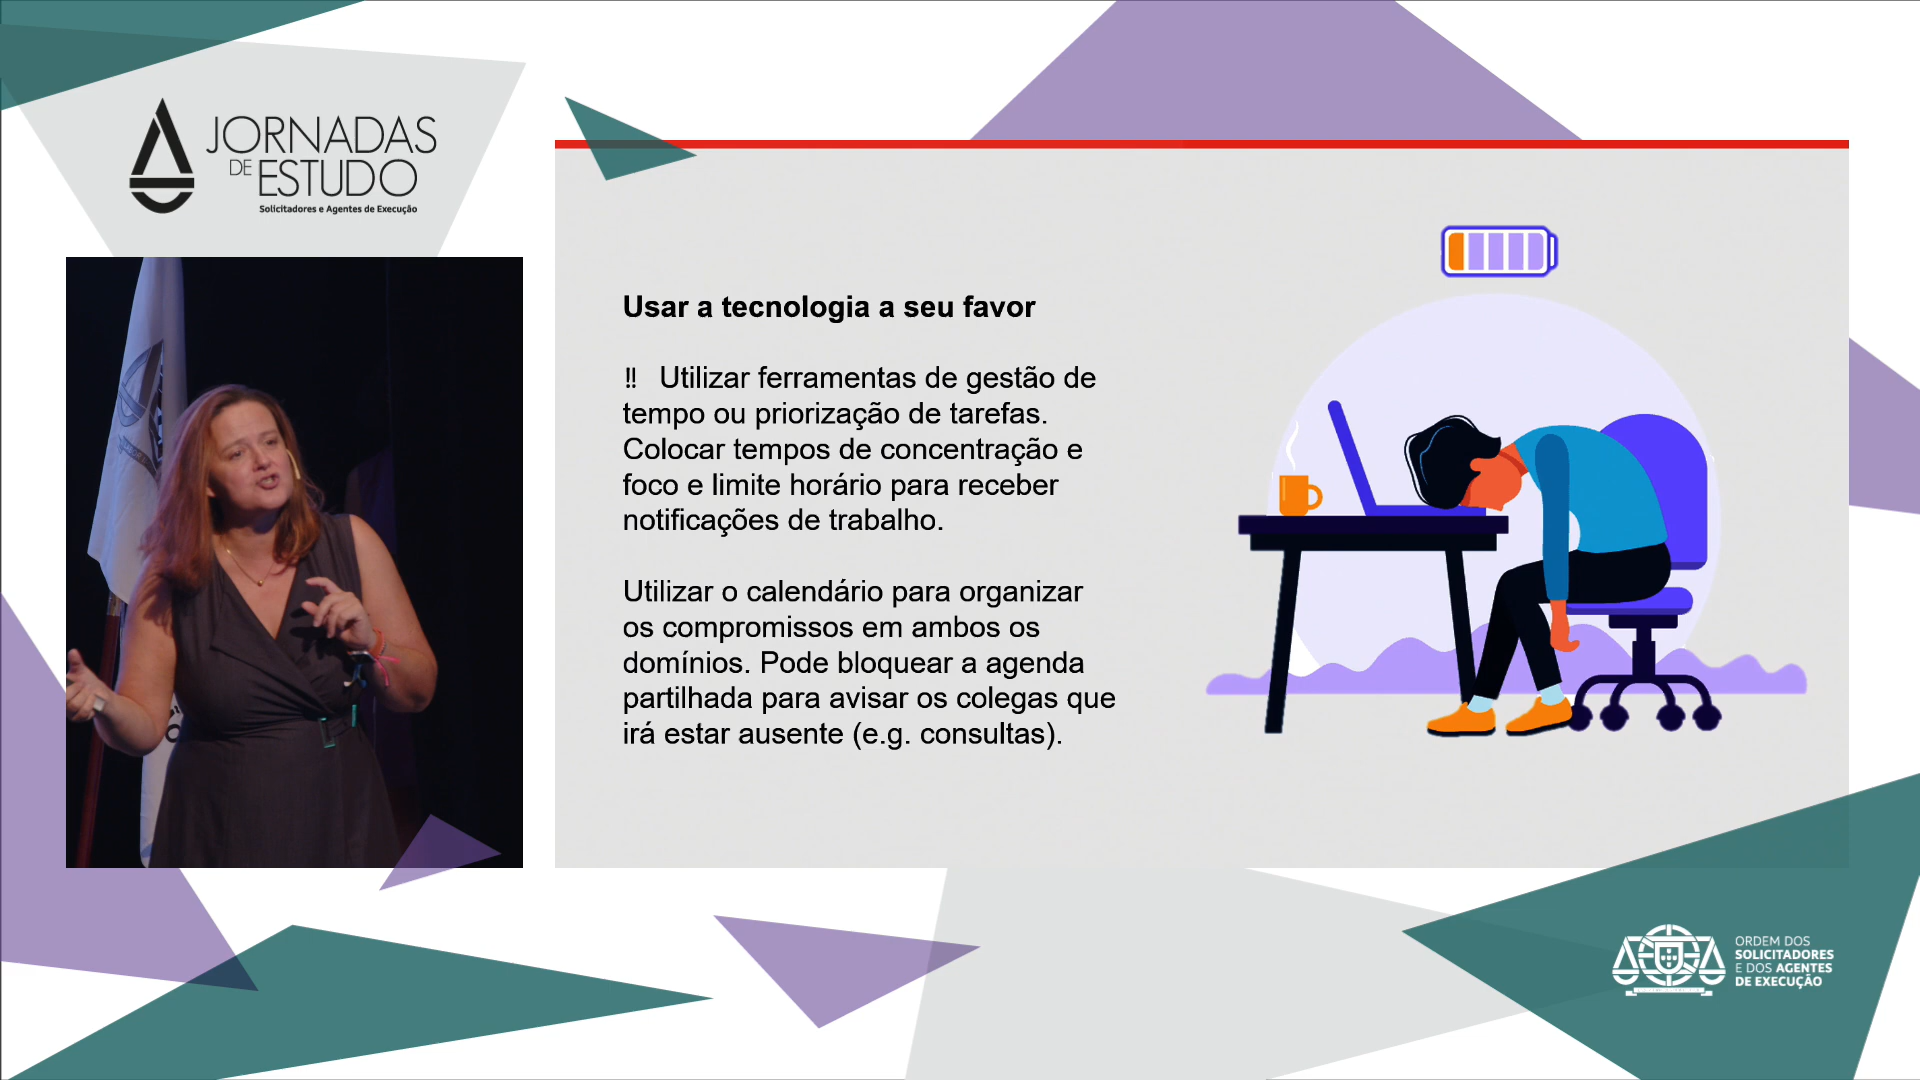 JORNADAS
DE ESTUDO
Solicitadores e Agentes de Execução
Usar a tecnologia a seu favor
‼ Utilizar ferramentas de gestão de
tempo ou priorização de tarefas.
Colocar tempos de concentração e
foco e limite horário para receber
notificações de trabalho.
Utilizar o calendário para organizar
os compromissos em ambos os
domínios. Pode bloquear a agenda
partilhada para avisar os colegas que
irá estar ausente (e.g. consultas).
ORDEM DOS
SOLICITADORES
E DOS AGENTES
DE EXECUÇÃO